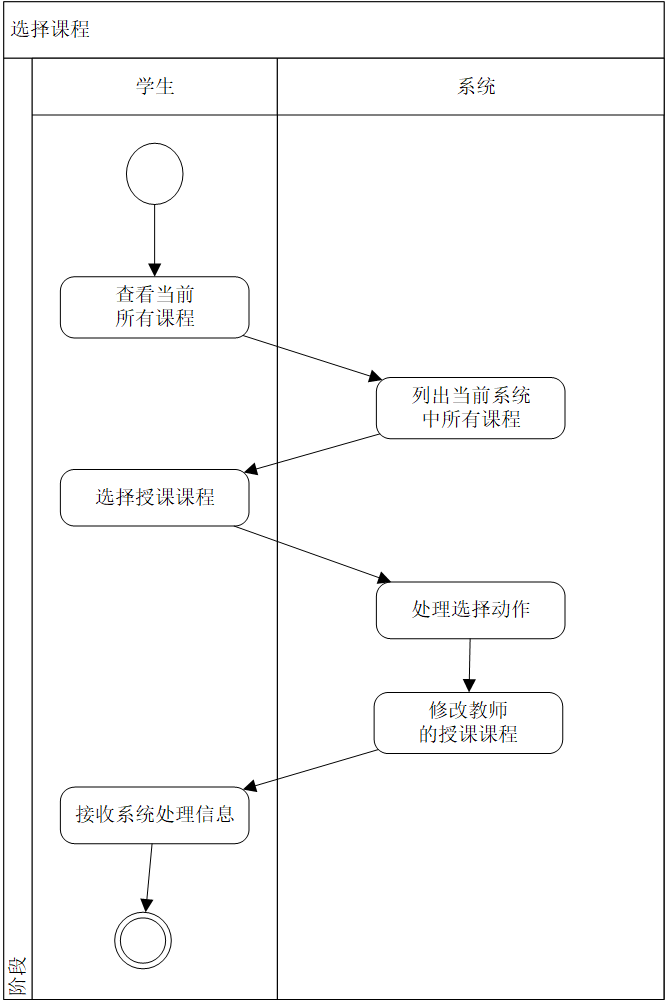 选择课程
学生
系统
查看当前
所有课程
列出当前系统
中所有课程
选择授课课程
处理选择动作
修改教师
的授课课程
接收系统处理信息
阶段